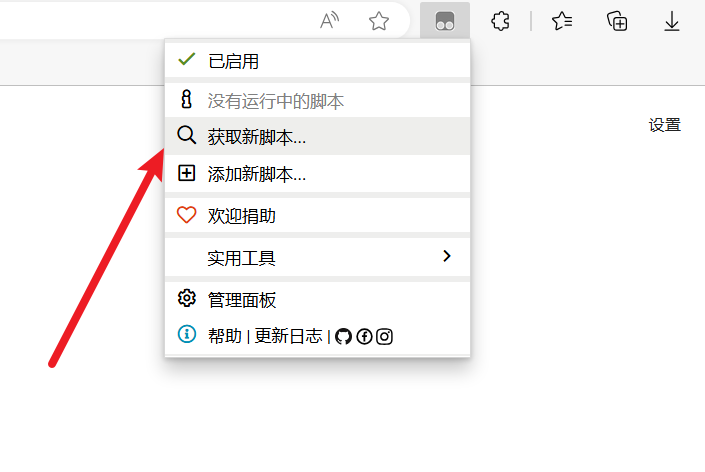 已启用
没有运行中的脚本
获取新脚本...
设置
添加新脚本...
欢迎捐助
实用工具
管理面板
帮助 | 更新日志 |